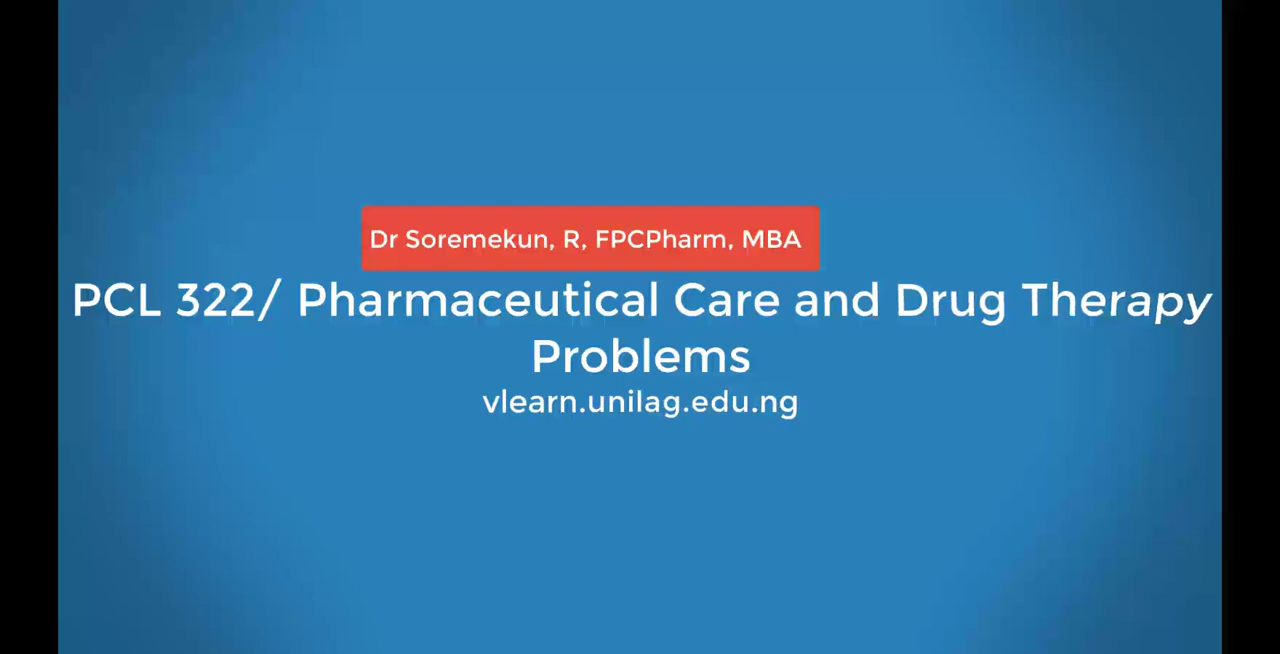 Dr Soremekun, R, FPCPharm, MBA
PCL 322/ Pharmaceutical Care and Drug Therapy
Problems
vlearn.unilag.edu.ng